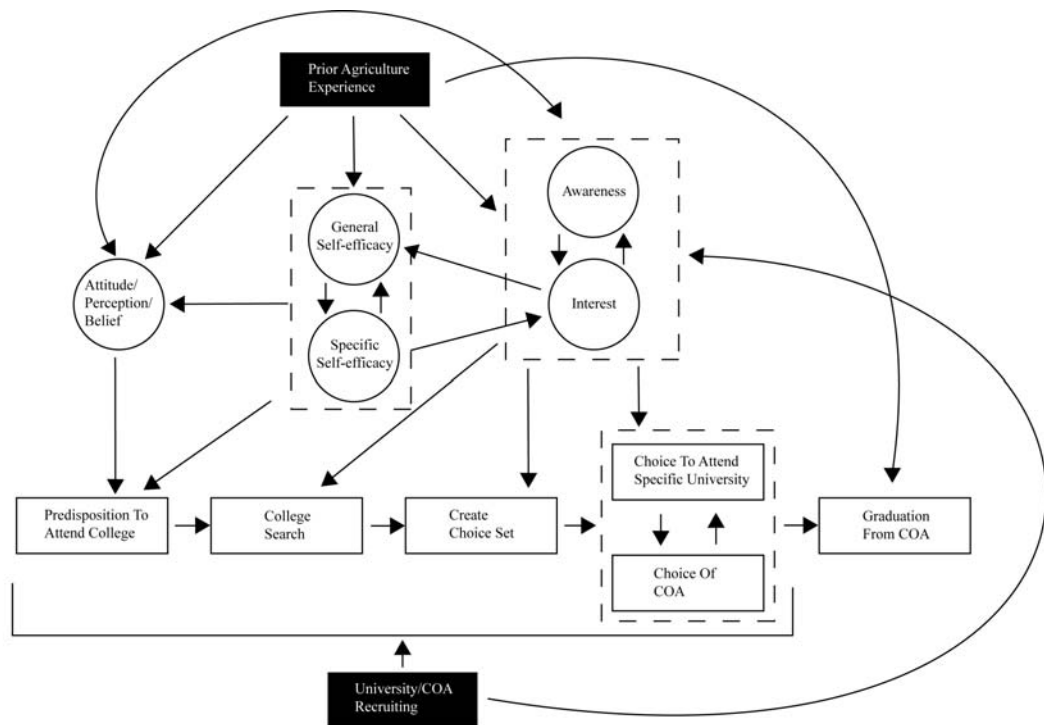 Prior Agriculture
Experience
Awareness
General
Self-efficacy
Attitude/
Perception/
Belief
Interest
Specific
Self-efficacy
Choice To Attend
Specific University
Predisposition To
Attend College
College
Search
Create
Choice Set
Graduation
From COA
Choice Of
COA
University/COA
Recruiting